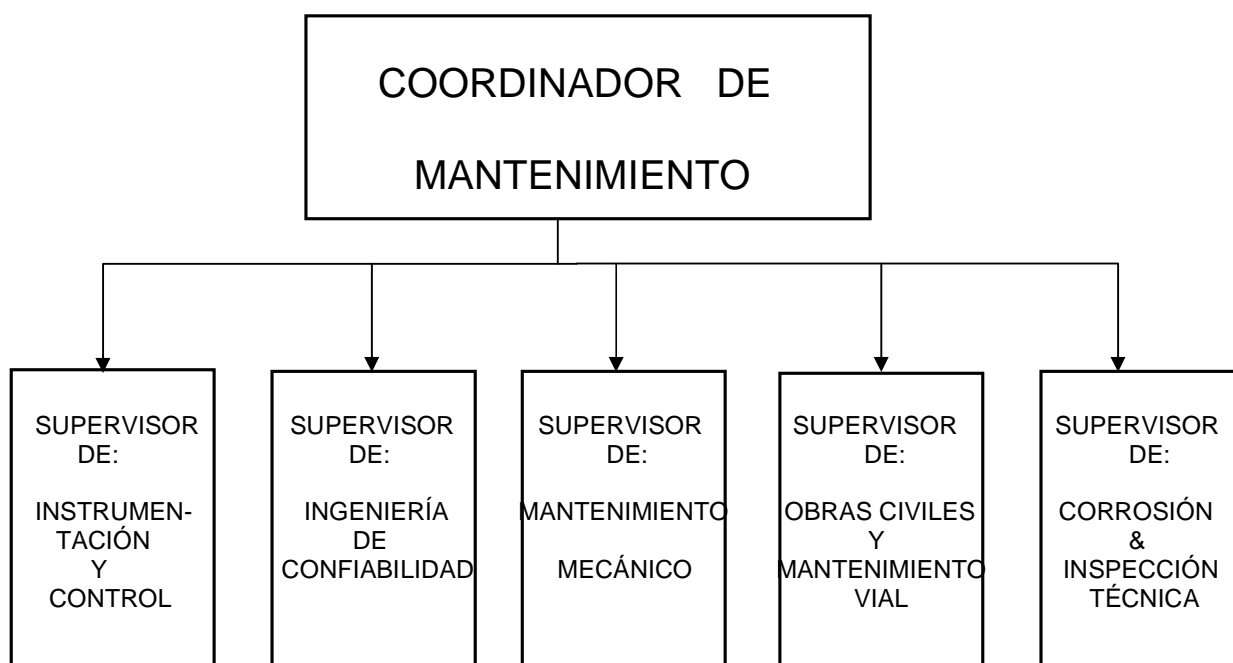 COORDINADOR DE
MANTENIMIENTO
SUPERVISOR
DE:
INSTRUMEN-
TACIÓN
Y
CONTROL
SUPERVISOR
DE:
INGENIERÍA
DE
CONFIABILIDAD
SUPERVISOR
DE:
MANTENIMIENTO
MECÁNICO
SUPERVISOR
DE:
OBRAS CIVILES
Y
MANTENIMIENTO
VIAL
SUPERVISOR
DE:
CORROSIÓN
&
INSPECCIÓN
TÉCNICA